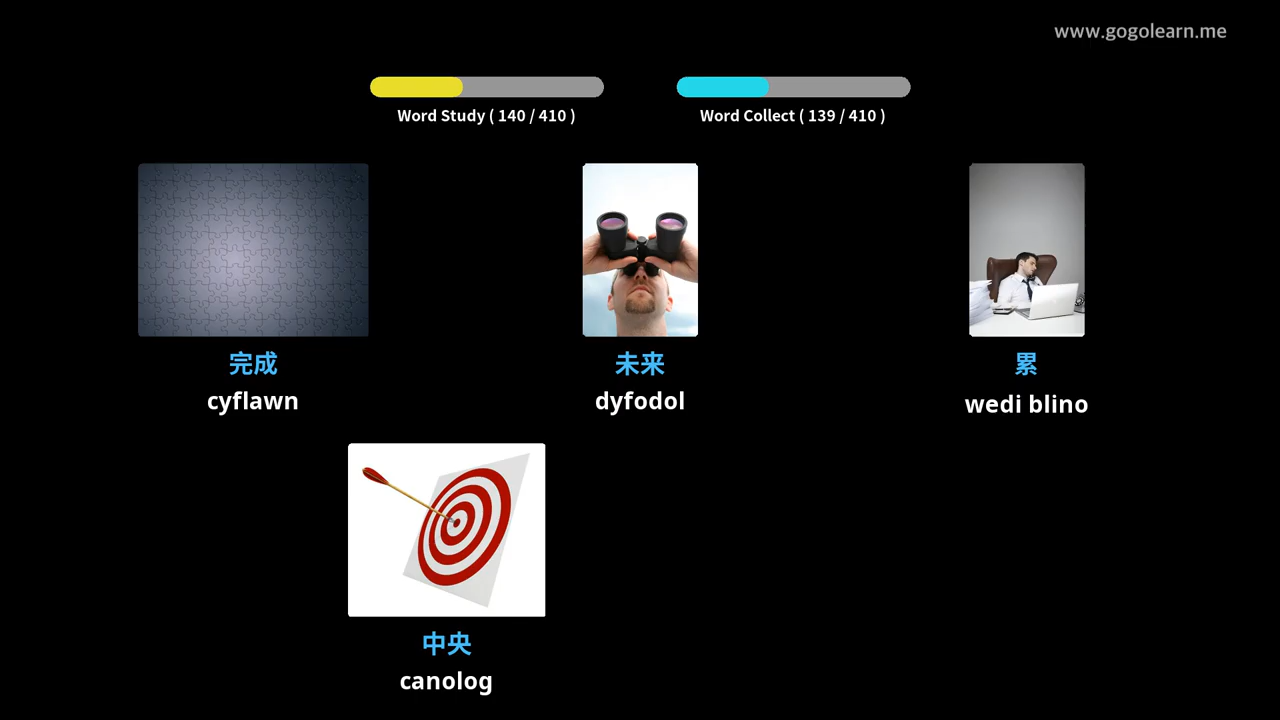 www.gogolearn.me
Word Study ( 140 / 410 )
Word Collect ( 139 / 410 )
完成
cyflawn
未来
dyfodol
累
wedi blino
中央
canolog